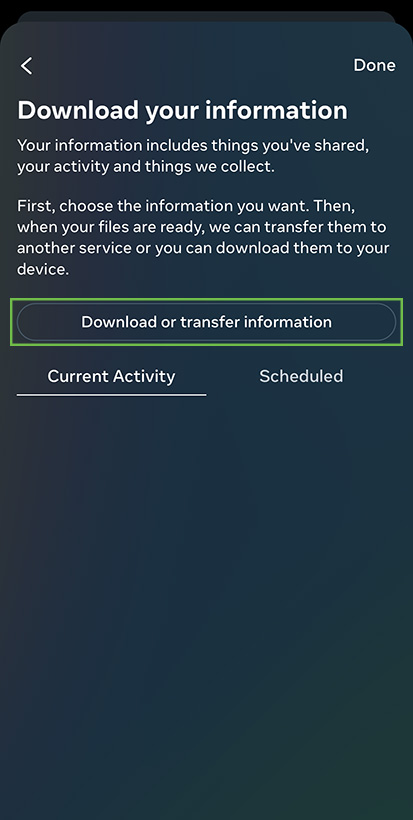 Done
Download your information
Your information includes things you've shared,
your activity and things we collect.
First, choose the information you want. Then,
when your files are ready, we can transfer them to
another service or you can download them to your
device.
Download or transfer information
Current Activity
Scheduled